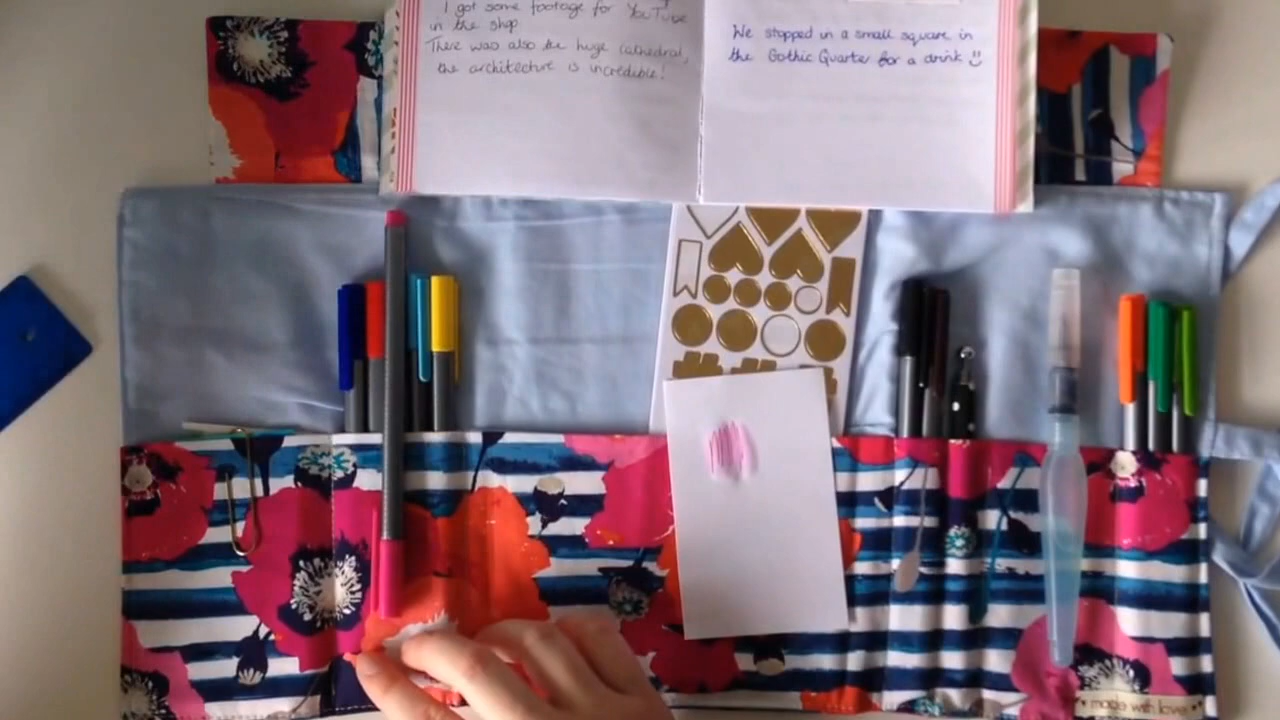 I got some footage for YouTube
in the shop
There was also the huge cathedral,
the architecture is incredible!
We stopped in a small square in
the Gothic Quarter for a drink
made with love